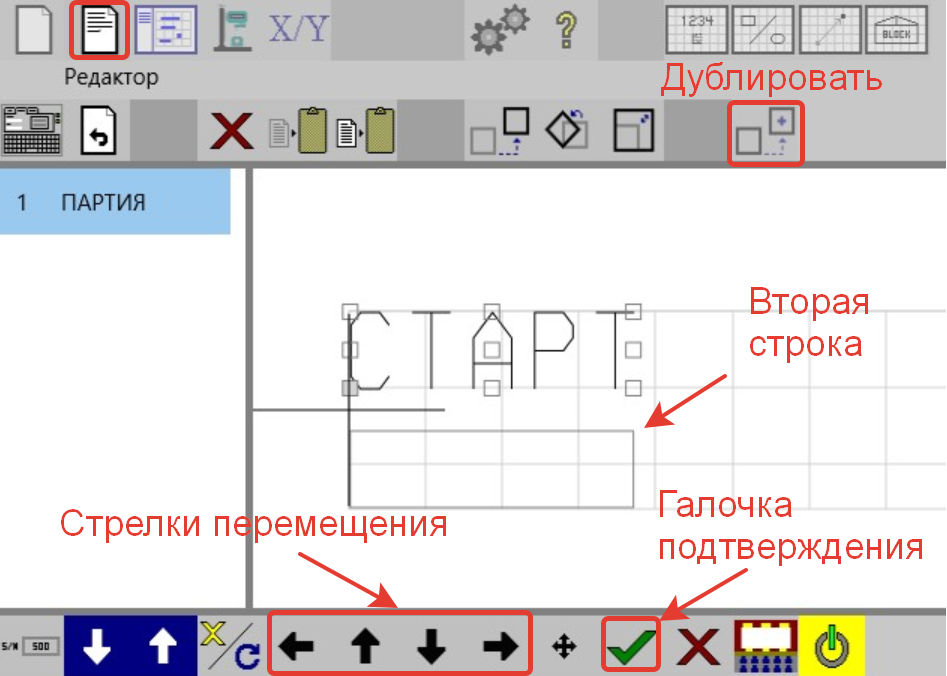 X/Y
?
1234
BLOCK
Редактор
Дублировать
1 ПАРТИЯ
СТАРТ
Вторая
строка
Галочка
подтверждения
Стрелки перемещения
S/N 500
X/C